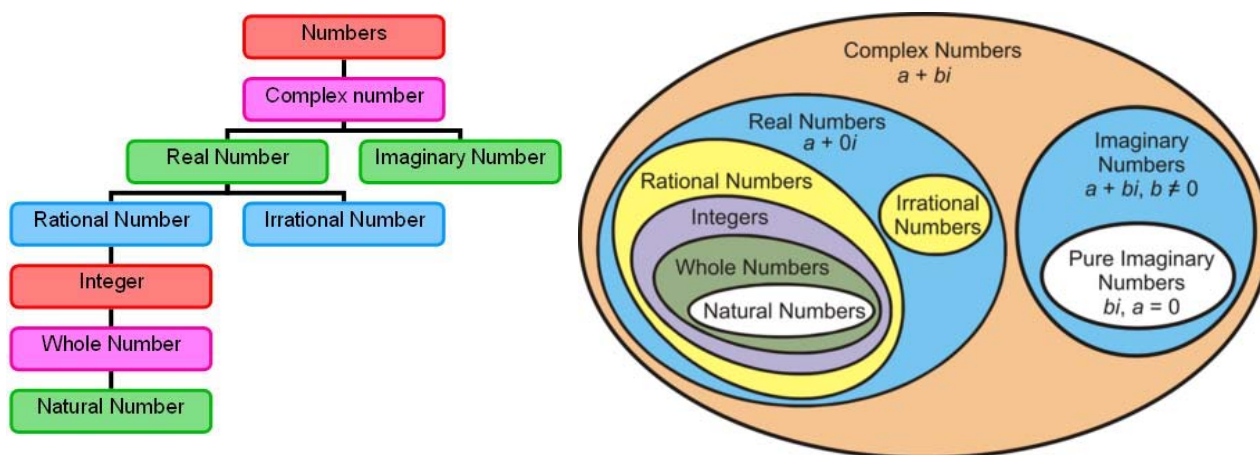 Numbers
Complex number
Real Number
Imaginary Number
Rational Number
Irrational Number
Integer
Whole Number
Natural Number
Complex Numbers
a + bi
Real Numbers
a + 0i
Rational Numbers
Integers
Whole Numbers
Natural Numbers
Irrational
Numbers
Imaginary
Numbers
a + bi, b ≠ 0
Pure Imaginary
Numbers
bi, a = 0